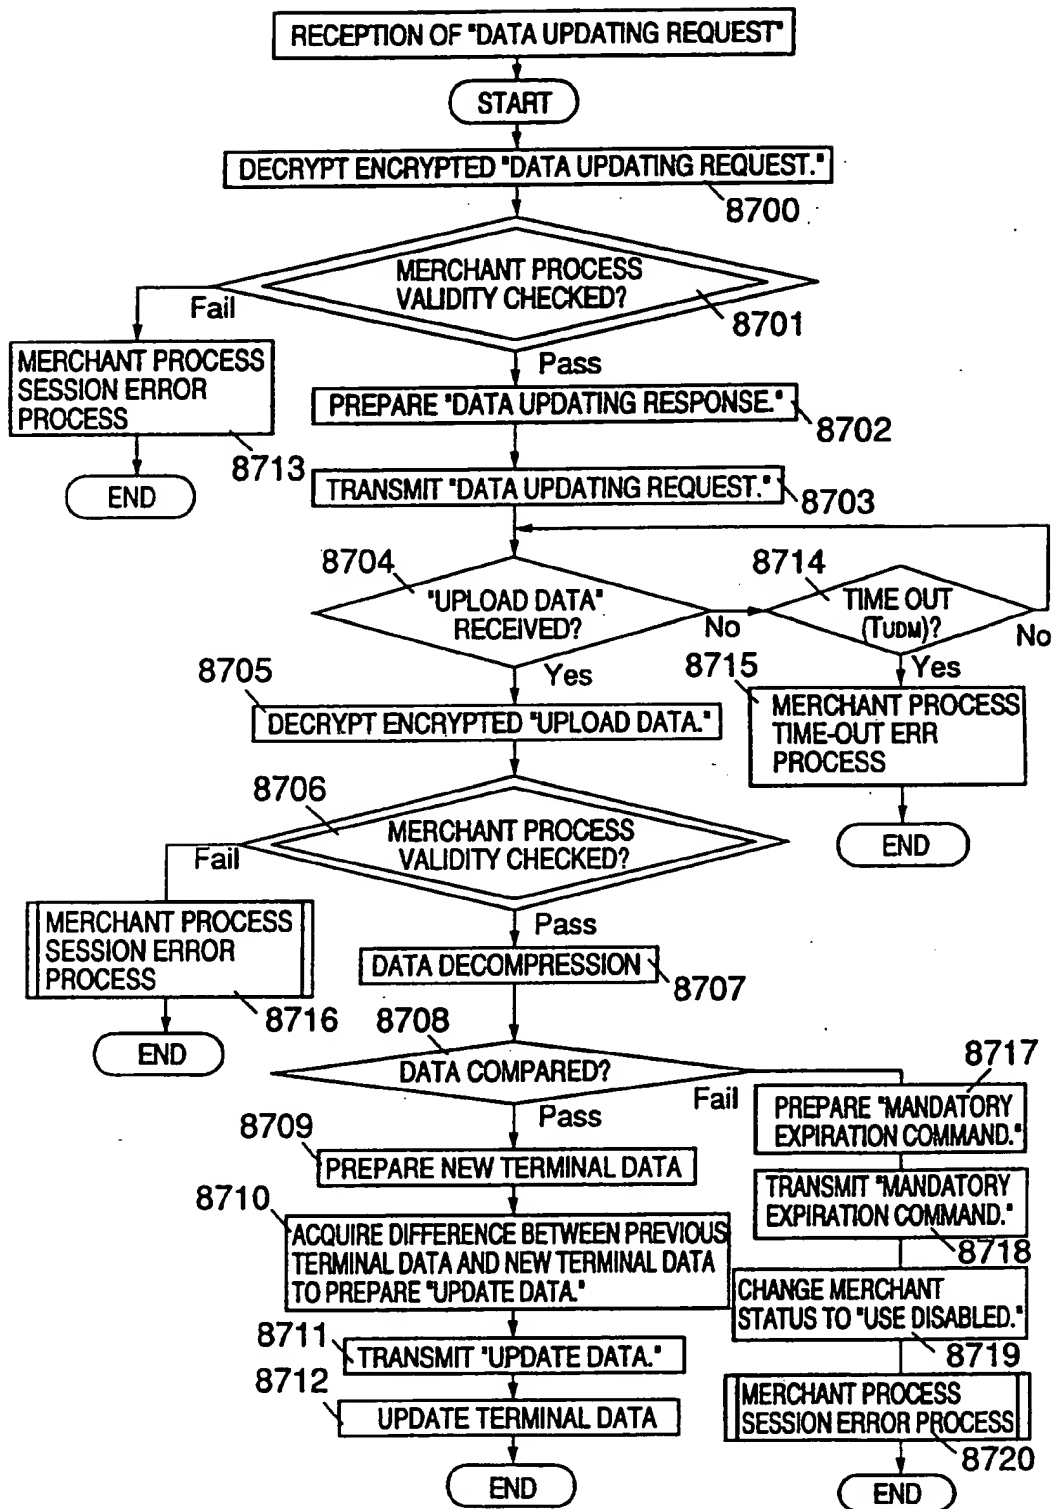 RECEPTION OF "DATA UPDATING REQUEST"
START
DECRYPT ENCRYPTED "DATA UPDATING REQUEST."
8700
MERCHANT PROCESS
VALIDITY CHECKED?
8701
Fail
Pass
MERCHANT PROCESS
SESSION ERROR
PROCESS
8713
END
PREPARE "DATA UPDATING RESPONSE."
8702
TRANSMIT "DATA UPDATING REQUEST."
8703
8704
"UPLOAD DATA"
RECEIVED?
No
Yes
8714
TIME OUT
(TUDM)?
No
Yes
8715
MERCHANT PROCESS
TIME-OUT ERR
PROCESS
END
8705
DECRYPT ENCRYPTED "UPLOAD DATA."
8706
MERCHANT PROCESS
VALIDITY CHECKED?
Fail
Pass
MERCHANT PROCESS
SESSION ERROR
PROCESS
8716
END
DATA DECOMPRESSION
8707
8708
DATA COMPARED?
Fail
Pass
8709
PREPARE NEW TERMINAL DATA
8710
ACQUIRE DIFFERENCE BETWEEN PREVIOUS
TERMINAL DATA AND NEW TERMINAL DATA
TO PREPARE "UPDATE DATA."
8711
TRANSMIT "UPDATE DATA."
8712
UPDATE TERMINAL DATA
END
8717
PREPARE "MANDATORY
EXPIRATION COMMAND."
TRANSMIT "MANDATORY
EXPIRATION COMMAND."
8718
CHANGE MERCHANT
STATUS TO "USE DISABLED."
8719
MERCHANT PROCESS
SESSION ERROR PROCESS
8720
END